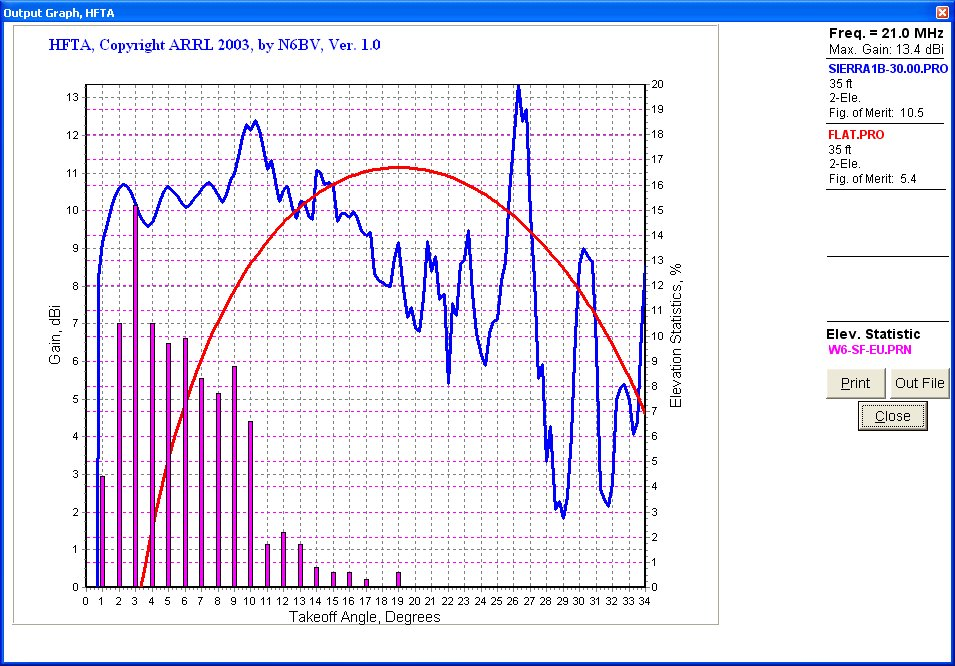 Output Graph, HFTA
HFTA, Copyright ARRL 2003, by N6BV, Ver. 1.0
Freq. = 21.0 MHz
Max. Gain: 13.4 dBi
SIERRA1B-30.00.PRO
35 ft
2-Ele.
Fig. of Merit: 10.5
FLAT.PRO
35 ft
2-Ele.
Fig. of Merit: 5.4
Elev. Statistic
W6-SF-EU.PRN
Print
Out File
Close
Gain, dBi
13
12
11
10
9
8
7
6
5
4
3
2
1
0
Elevation Statistics, %
20
19
18
17
16
15
14
13
12
11
10
9
8
7
6
5
4
3
2
1
0
0 1 2 3 4 5 6 7 8 9 10 11 12 13 14 15 16 17 18 19 20 21 22 23 24 25 26 27 28 29 30 31 32 33 34
Takeoff Angle, Degrees